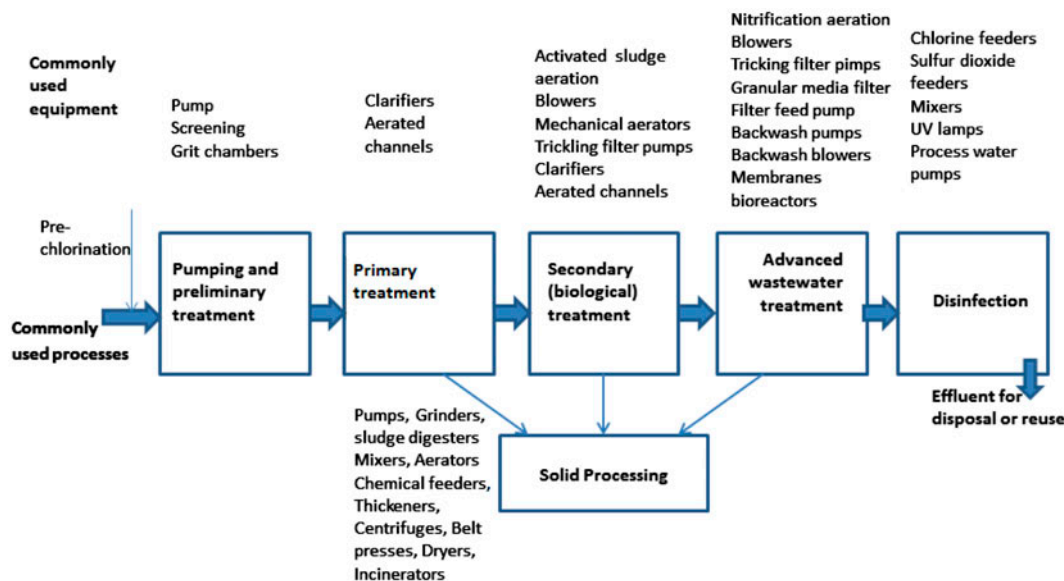 Commonly
used
equipment
Pump
Screening
Grit chambers
Clarifiers
Aerated
channels
Activated sludge
aeration
Blowers
Mechanical aerators
Trickling filter pumps
Clarifiers
Aerated channels
Nitrification aeration
Blowers
Tricking filter pimps
Granular media filter
Filter feed pump
Backwash pumps
Backwash blowers
Membranes
bioreactors
Chlorine feeders
Sulfur dioxide
feeders
Mixers
UV lamps
Process water
pumps
Pre-
chlorination
Commonly
used processes
Pumping and
preliminary
treatment
Primary
treatment
Secondary
(biological)
treatment
Advanced
wastewater
treatment
Disinfection
Effluent for
disposal or reuse
Pumps, Grinders,
sludge digesters
Mixers, Aerators
Chemical feeders,
Thickeners,
Centrifuges, Belt
presses, Dryers,
Incinerators
Solid Processing